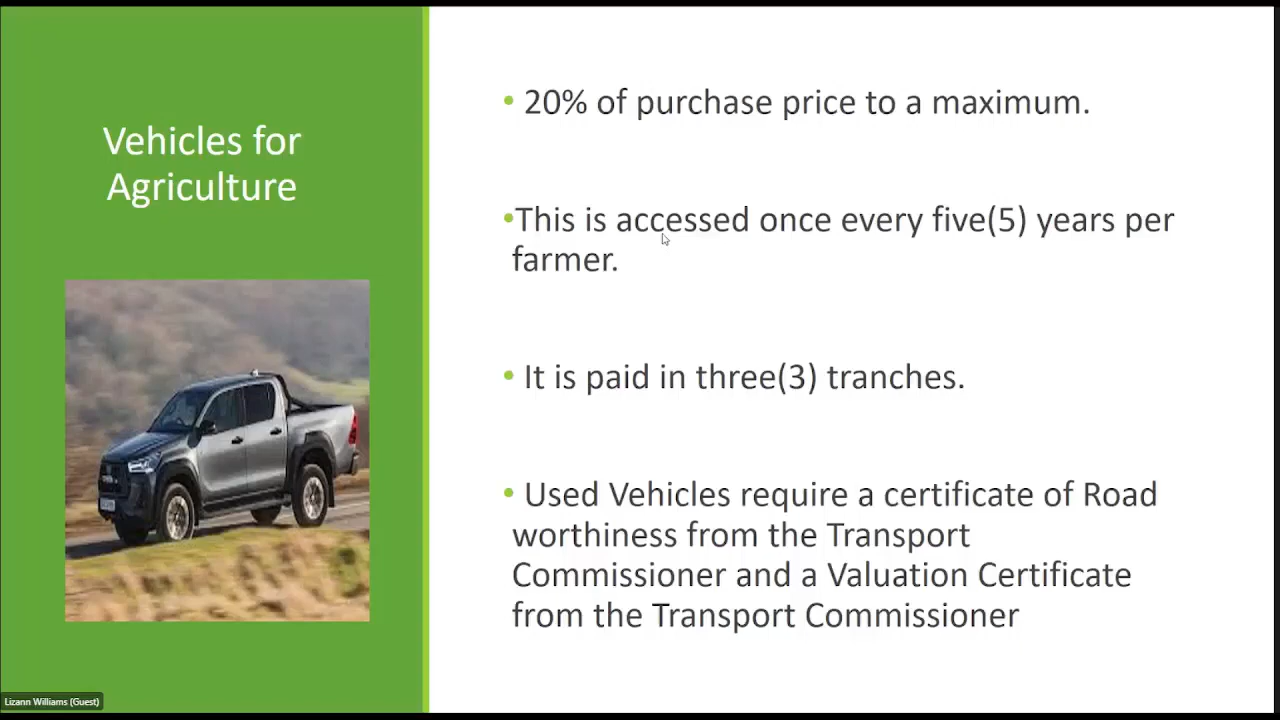 Vehicles for
Agriculture
• 20% of purchase price to a maximum.
•This is accessed once every five(5) years per
farmer.
• It is paid in three(3) tranches.
• Used Vehicles require a certificate of Road
worthiness from the Transport
Commissioner and a Valuation Certificate
from the Transport Commissioner
Lizann Williams (Guest)